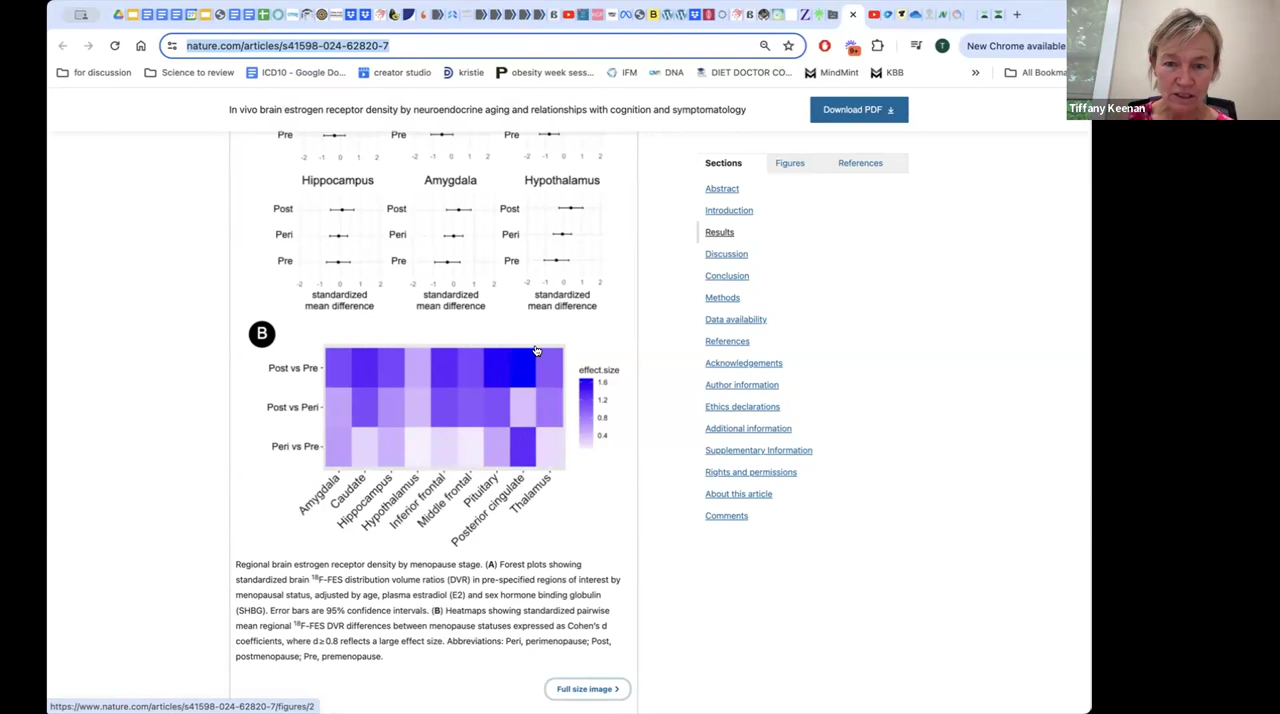 nature.com/articles/s41598-024-62820-7
9+
T
New Chrome available
for discussion
Science to review
ICD10 - Google Do...
creator studio
kristie
obesity week sess...
IFM
DNA
DIET DOCTOR CO...
MindMint
KBB
»
All Bookma
Tiffany Keenan
In vivo brain estrogen receptor density by neuroendocrine aging and relationships with cognition and symptomatology
Download PDF
Pre
Pre
Pre
-2 -1 0 1 2
-2 -1 0 1 2
-2 -1 0 1 2
Hippocampus
Amygdala
Hypothalamus
Post
Peri
Pre
Post
Peri
Pre
Post
Peri
Pre
-2 -1 0 1 2
-2 -1 0 1 2
-2 -1 0 1 2
standardized
mean difference
standardized
mean difference
standardized
mean difference
B
Post vs Pre
Post vs Peri
Peri vs Pre
effect.size
1.6
1.2
0.8
0.4
Amygdala
Caudate
Hippocampus
Hypothalamus
Inferior frontal
Middle frontal
Pituitary
Posterior cingulate
Thalamus
Regional brain estrogen receptor density by menopause stage. (A) Forest plots showing
standardized brain ¹⁸F-FES distribution volume ratios (DVR) in pre-specified regions of interest by
menopausal status, adjusted by age, plasma estradiol (E2) and sex hormone binding globulin
(SHBG). Error bars are 95% confidence intervals. (B) Heatmaps showing standardized pairwise
mean regional ¹⁸F-FES DVR differences between menopause statuses expressed as Cohen's d
coefficients, where d ≥ 0.8 reflects a large effect size. Abbreviations: Peri, perimenopause; Post,
postmenopause; Pre, premenopause.
Full size image
Sections
Figures
References
Abstract
Introduction
Results
Discussion
Conclusion
Methods
Data availability
References
Acknowledgements
Author information
Ethics declarations
Additional information
Supplementary Information
Rights and permissions
About this article
Comments
https://www.nature.com/articles/s41598-024-62820-7/figures/2